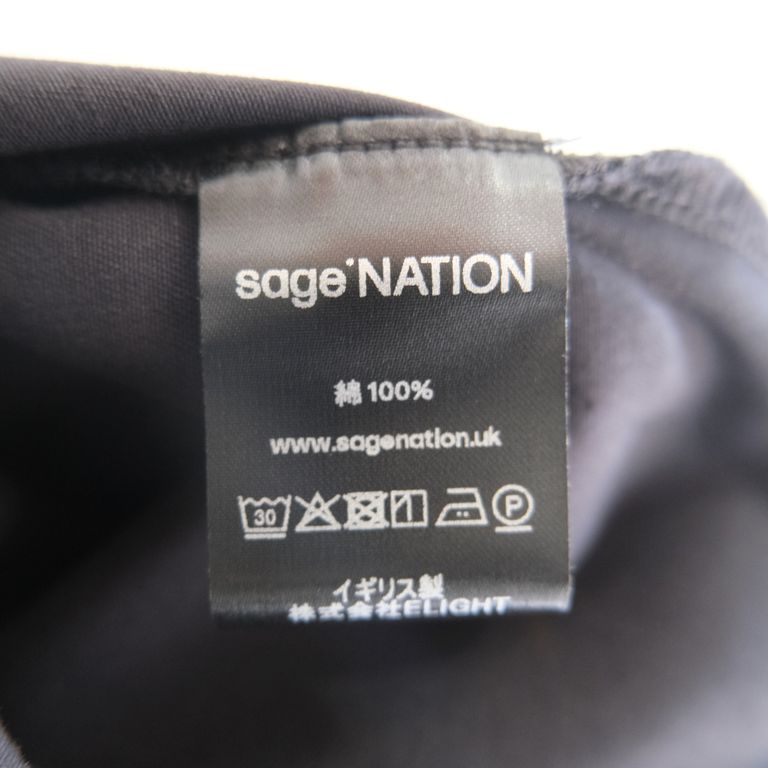 sage'NATION
綿 100%
www.sagenation.uk
30 P
イギリス製
株式会社ELIGHT